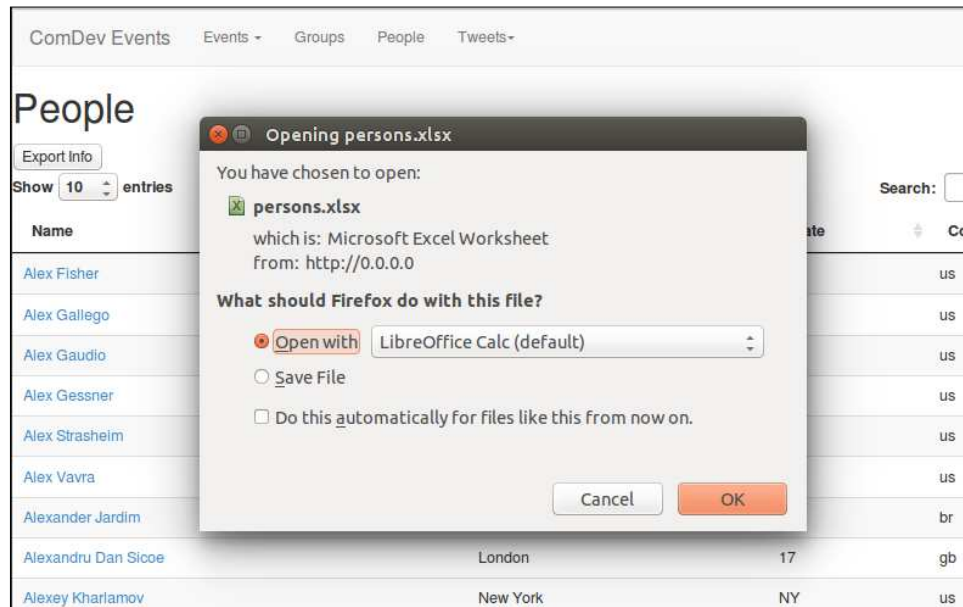 ComDev Events Events Groups People Tweets
People
Export Info
Show 10 entries
Search:
Name ate Co
Opening persons.xlsx
You have chosen to open:
persons.xlsx
which is: Microsoft Excel Worksheet
from: http://0.0.0.0
What should Firefox do with this file?
Open with LibreOffice Calc (default)
Save File
Do this automatically for files like this from now on.
Cancel OK
Alex Fisher us
Alex Gallego us
Alex Gaudio us
Alex Gessner us
Alex Strasheim us
Alex Vavra us
Alexander Jardim br
Alexandru Dan Sicoe London 17 gb
Alexey Kharlamov New York NY us